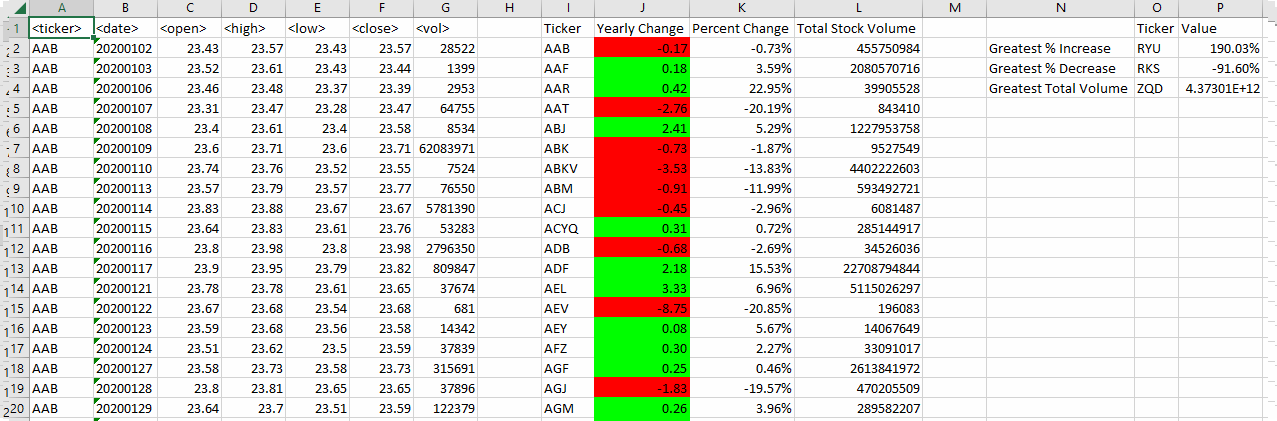 A B C D E F G H I J K L M N O P
1 <ticker> <date> <open> <high> <low> <close> <vol> Ticker Yearly Change Percent Change Total Stock Volume Ticker Value
2 AAB 20200102 23.43 23.57 23.43 23.57 28522 AAB -0.17 -0.73% 455750984 Greatest % Increase RYU 190.03%
3 AAB 20200103 23.52 23.61 23.43 23.44 1399 AAF 0.18 3.59% 2080570716 Greatest % Decrease RKS -91.60%
4 AAB 20200106 23.46 23.48 23.37 23.39 2953 AAR 0.42 22.95% 39905528 Greatest Total Volume ZQD 4.37301E+12
5 AAB 20200107 23.31 23.47 23.28 23.47 64755 AAT -2.76 -20.19% 843410
6 AAB 20200108 23.4 23.61 23.4 23.58 8534 ABJ 2.41 5.29% 1227953758
7 AAB 20200109 23.6 23.71 23.6 23.71 62083971 ABK -0.73 -1.87% 9527549
8 AAB 20200110 23.74 23.76 23.52 23.55 7524 ABKV -3.53 -13.83% 4402222603
9 AAB 20200113 23.57 23.79 23.57 23.77 76550 ABM -0.91 -11.99% 593492721
10 AAB 20200114 23.83 23.88 23.67 23.67 5781390 ACJ -0.45 -2.96% 6081487
11 AAB 20200115 23.64 23.83 23.61 23.76 53283 ACYQ 0.31 0.72% 285144917
12 AAB 20200116 23.8 23.98 23.8 23.98 2796350 ADB -0.68 -2.69% 34526036
13 AAB 20200117 23.9 23.95 23.79 23.82 809847 ADF 2.18 15.53% 22708794844
14 AAB 20200121 23.78 23.78 23.61 23.65 37674 AEL 3.33 6.96% 5115026297
15 AAB 20200122 23.67 23.68 23.54 23.68 681 AEV -8.75 -20.85% 196083
16 AAB 20200123 23.59 23.68 23.56 23.58 14342 AEY 0.08 5.67% 14067649
17 AAB 20200124 23.51 23.62 23.5 23.59 37839 AFZ 0.30 2.27% 33091017
18 AAB 20200127 23.58 23.73 23.58 23.73 315691 AGF 0.25 0.46% 2613841972
19 AAB 20200128 23.8 23.81 23.65 23.65 37896 AGJ -1.83 -19.57% 470205509
20 AAB 20200129 23.64 23.7 23.51 23.59 122379 AGM 0.26 3.96% 289582207